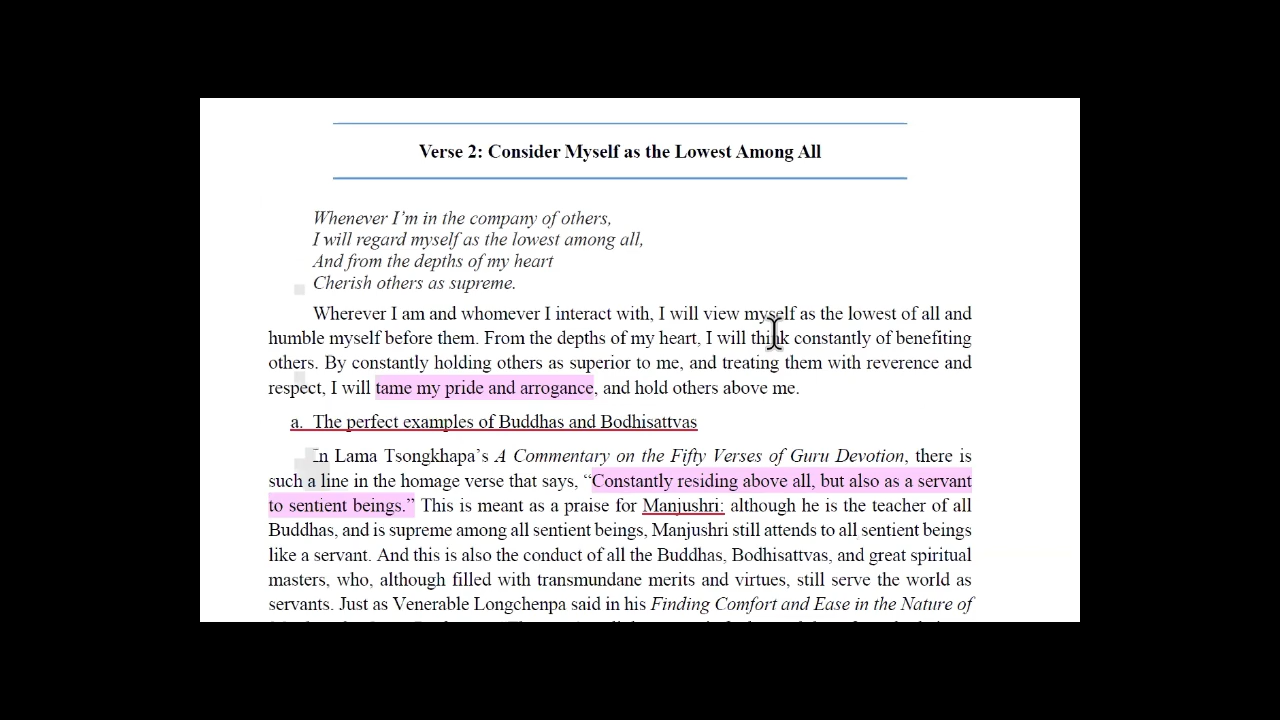 Verse 2: Consider Myself as the Lowest Among All
Whenever I’m in the company of others,
I will regard myself as the lowest among all,
And from the depths of my heart
Cherish others as supreme.
Wherever I am and whomever I interact with, I will view myself as the lowest of all and
humble myself before them. From the depths of my heart, I will think constantly of benefiting
others. By constantly holding others as superior to me, and treating them with reverence and
respect, I will tame my pride and arrogance, and hold others above me.
a. The perfect examples of Buddhas and Bodhisattvas
In Lama Tsongkhapa’s A Commentary on the Fifty Verses of Guru Devotion, there is
such a line in the homage verse that says, “Constantly residing above all, but also as a servant
to sentient beings.” This is meant as a praise for Manjushri: although he is the teacher of all
Buddhas, and is supreme among all sentient beings, Manjushri still attends to all sentient beings
like a servant. And this is also the conduct of all the Buddhas, Bodhisattvas, and great spiritual
masters, who, although filled with transmundane merits and virtues, still serve the world as
servants. Just as Venerable Longchenpa said in his Finding Comfort and Ease in the Nature of